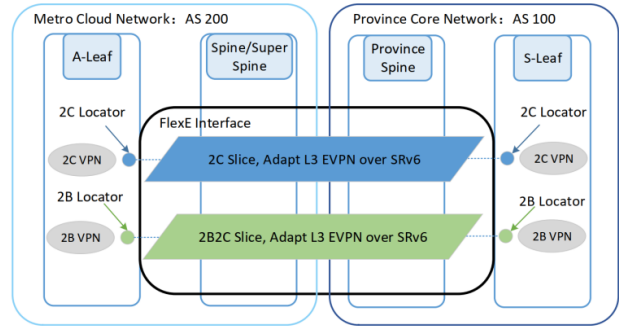 Metro Cloud Network：AS 200
Province Core Network：AS 100
A-Leaf
Spine/Super
Spine
Province
Spine
S-Leaf
2C Locator
2C Locator
FlexE Interface
2C VPN
2C Slice, Adapt L3 EVPN over SRv6
2C VPN
2B Locator
2B Locator
2B VPN
2B2C Slice, Adapt L3 EVPN over SRv6
2B VPN